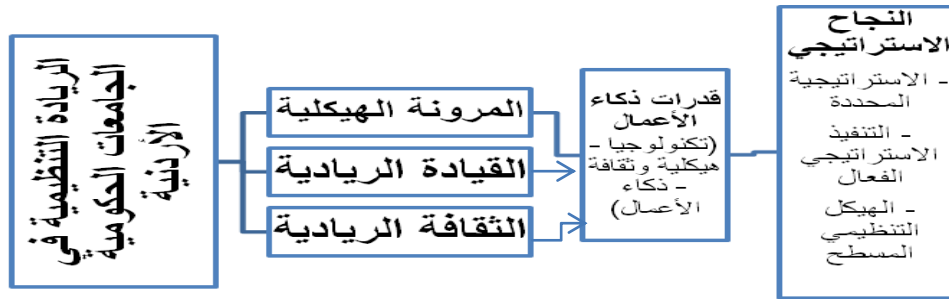 النجاح
الاستراتيجي
- الاستراتيجية
المحددة
- التنفيذ
الاستراتيجي
الفعال
- الهيكل
التنظيمي
المسطح
قدرات ذكاء
الأعمال
(تكنولوجيا -
هيكلية وثقافة
- ذكاء
الأعمال)
المرونة الهيكلية
القيادة الريادية
الثقافة الريادية
الريادة التنظيمية في
الجامعات الحكومية
الأردنية